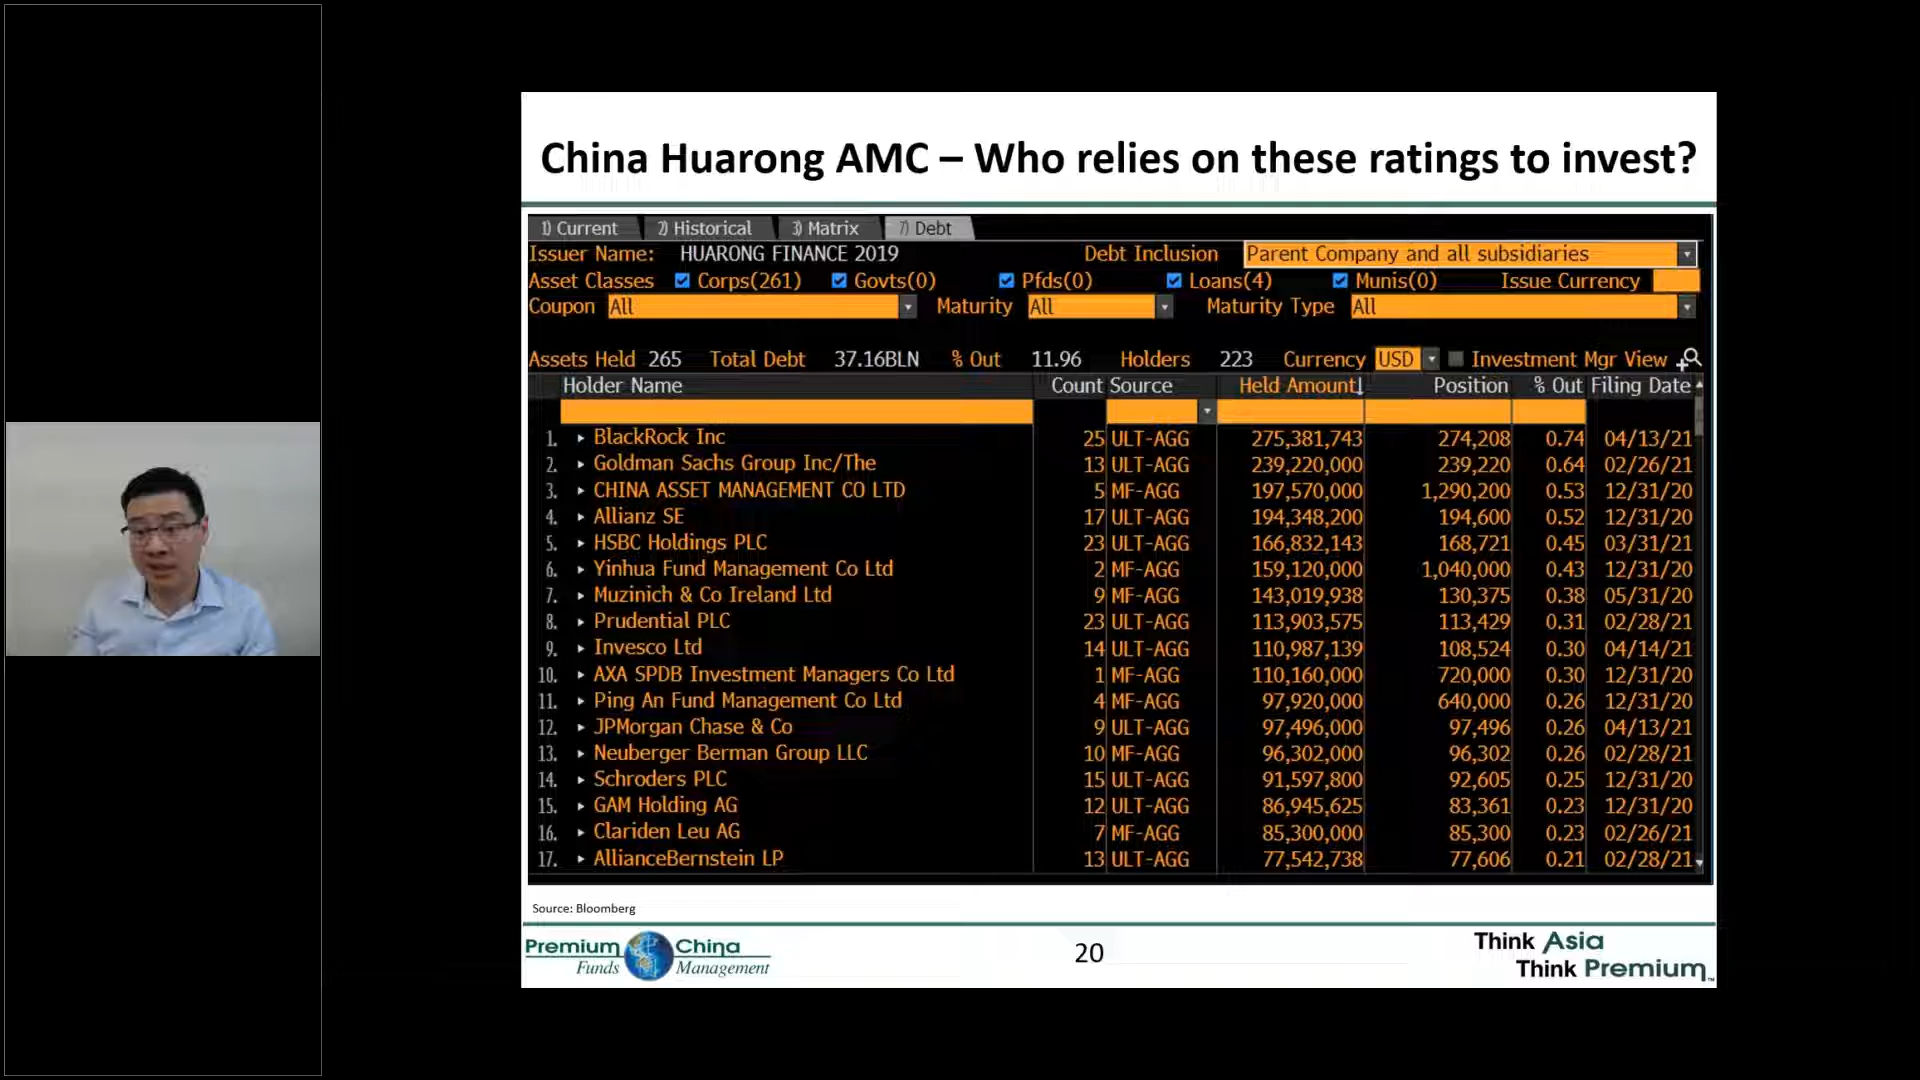 China Huarong AMC – Who relies on these ratings to invest?
1) Current 2) Historical 3) Matrix 7) Debt
Issuer Name: HUARONG FINANCE 2019 Debt Inclusion Parent Company and all subsidiaries
Asset Classes Corps(261) Govts(0) Pfds(0) Loans(4) Munis(0) Issue Currency
Coupon All Maturity All Maturity Type All
Assets Held 265 Total Debt 37.16BLN % Out 11.96 Holders 223 Currency USD Investment Mgr View
Holder Name Count Source Held Amount↓ Position % Out Filing Date
1. BlackRock Inc 25 ULT-AGG 275,381,743 274,208 0.74 04/13/21
2. Goldman Sachs Group Inc/The 13 ULT-AGG 239,220,000 239,220 0.64 02/26/21
3. CHINA ASSET MANAGEMENT CO LTD 5 MF-AGG 197,570,000 1,290,200 0.53 12/31/20
4. Allianz SE 17 ULT-AGG 194,348,200 194,600 0.52 12/31/20
5. HSBC Holdings PLC 23 ULT-AGG 166,832,143 168,721 0.45 03/31/21
6. Yinhua Fund Management Co Ltd 2 MF-AGG 159,120,000 1,040,000 0.43 12/31/20
7. Muzinich & Co Ireland Ltd 9 MF-AGG 143,019,938 130,375 0.38 05/31/20
8. Prudential PLC 23 ULT-AGG 113,903,575 113,429 0.31 02/28/21
9. Invesco Ltd 14 ULT-AGG 110,987,139 108,524 0.30 04/14/21
10. AXA SPDB Investment Managers Co Ltd 1 MF-AGG 110,160,000 720,000 0.30 12/31/20
11. Ping An Fund Management Co Ltd 4 MF-AGG 97,920,000 640,000 0.26 12/31/20
12. JPMorgan Chase & Co 9 ULT-AGG 97,496,000 97,496 0.26 04/13/21
13. Neuberger Berman Group LLC 10 MF-AGG 96,302,000 96,302 0.26 02/28/21
14. Schroders PLC 15 ULT-AGG 91,597,800 92,605 0.25 12/31/20
15. GAM Holding AG 12 ULT-AGG 86,945,625 83,361 0.23 12/31/20
16. Clariden Leu AG 7 MF-AGG 85,300,000 85,300 0.23 02/26/21
17. AllianceBernstein LP 13 ULT-AGG 77,542,738 77,606 0.21 02/28/21
Source: Bloomberg
Premium China
Funds Management
20
Think Asia
Think Premium™